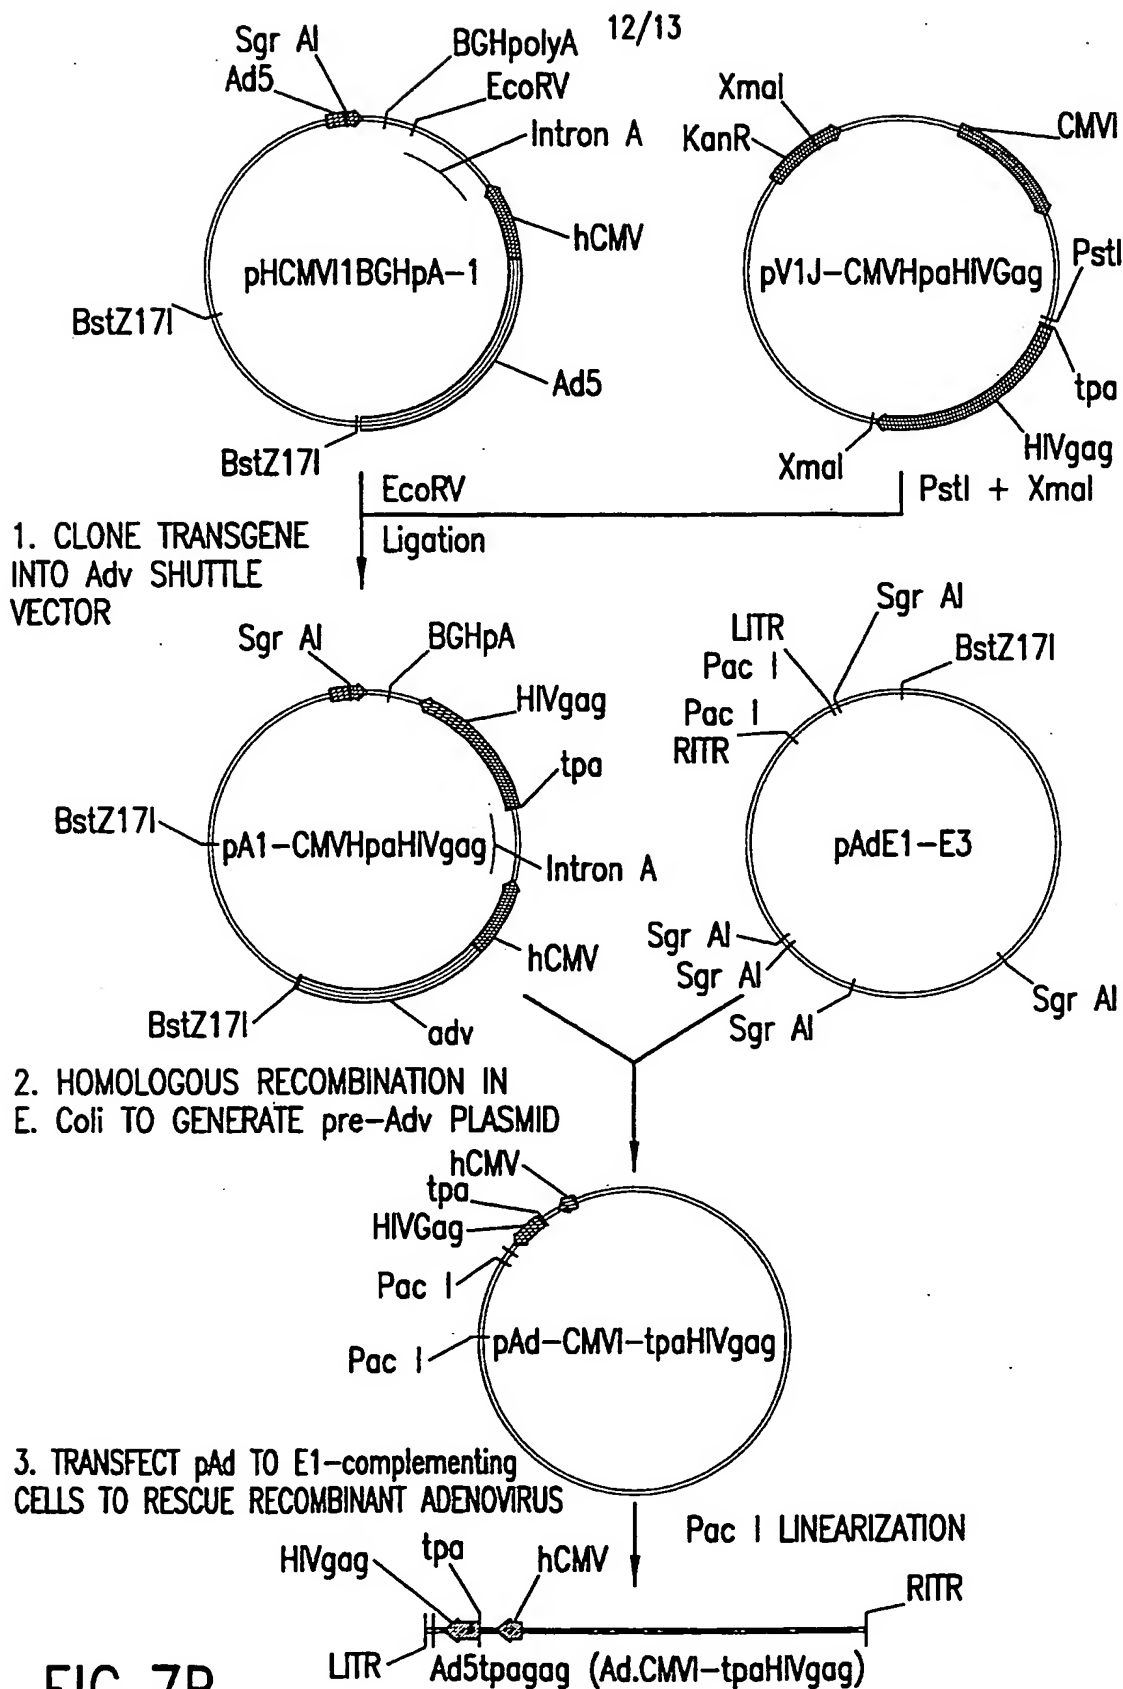 12/13
Sgr AI
Ad5
BGHpolyA
EcoRV
Intron A
hCMV
pHCMVI1BGHpA-1
BstZ17I
Ad5
BstZ17I
XmaI
KanR
CMVI
pV1J-CMVHpaHIVGag
PstI
tpa
HIVgag
XmaI
EcoRV
PstI + XmaI
Ligation
1. CLONE TRANSGENE
INTO Adv SHUTTLE
VECTOR
Sgr AI
BGHpA
HIVgag
tpa
BstZ17I
pA1-CMVHpaHIVgag
Intron A
hCMV
BstZ17I
adv
Sgr AI
LITR
Pac I
BstZ17I
Pac I
RITR
pAdE1-E3
Sgr AI
Sgr AI
Sgr AI
Sgr AI
2. HOMOLOGOUS RECOMBINATION IN
E. Coli TO GENERATE pre-Adv PLASMID
hCMV
tpa
HIVGag
Pac I
Pac I
pAd-CMVI-tpaHIVgag
3. TRANSFECT pAd TO E1-complementing
CELLS TO RESCUE RECOMBINANT ADENOVIRUS
Pac I LINEARIZATION
HIVgag
tpa
hCMV
RITR
LITR
Ad5tpagag (Ad.CMVI-tpaHIVgag)
FIG. 7B